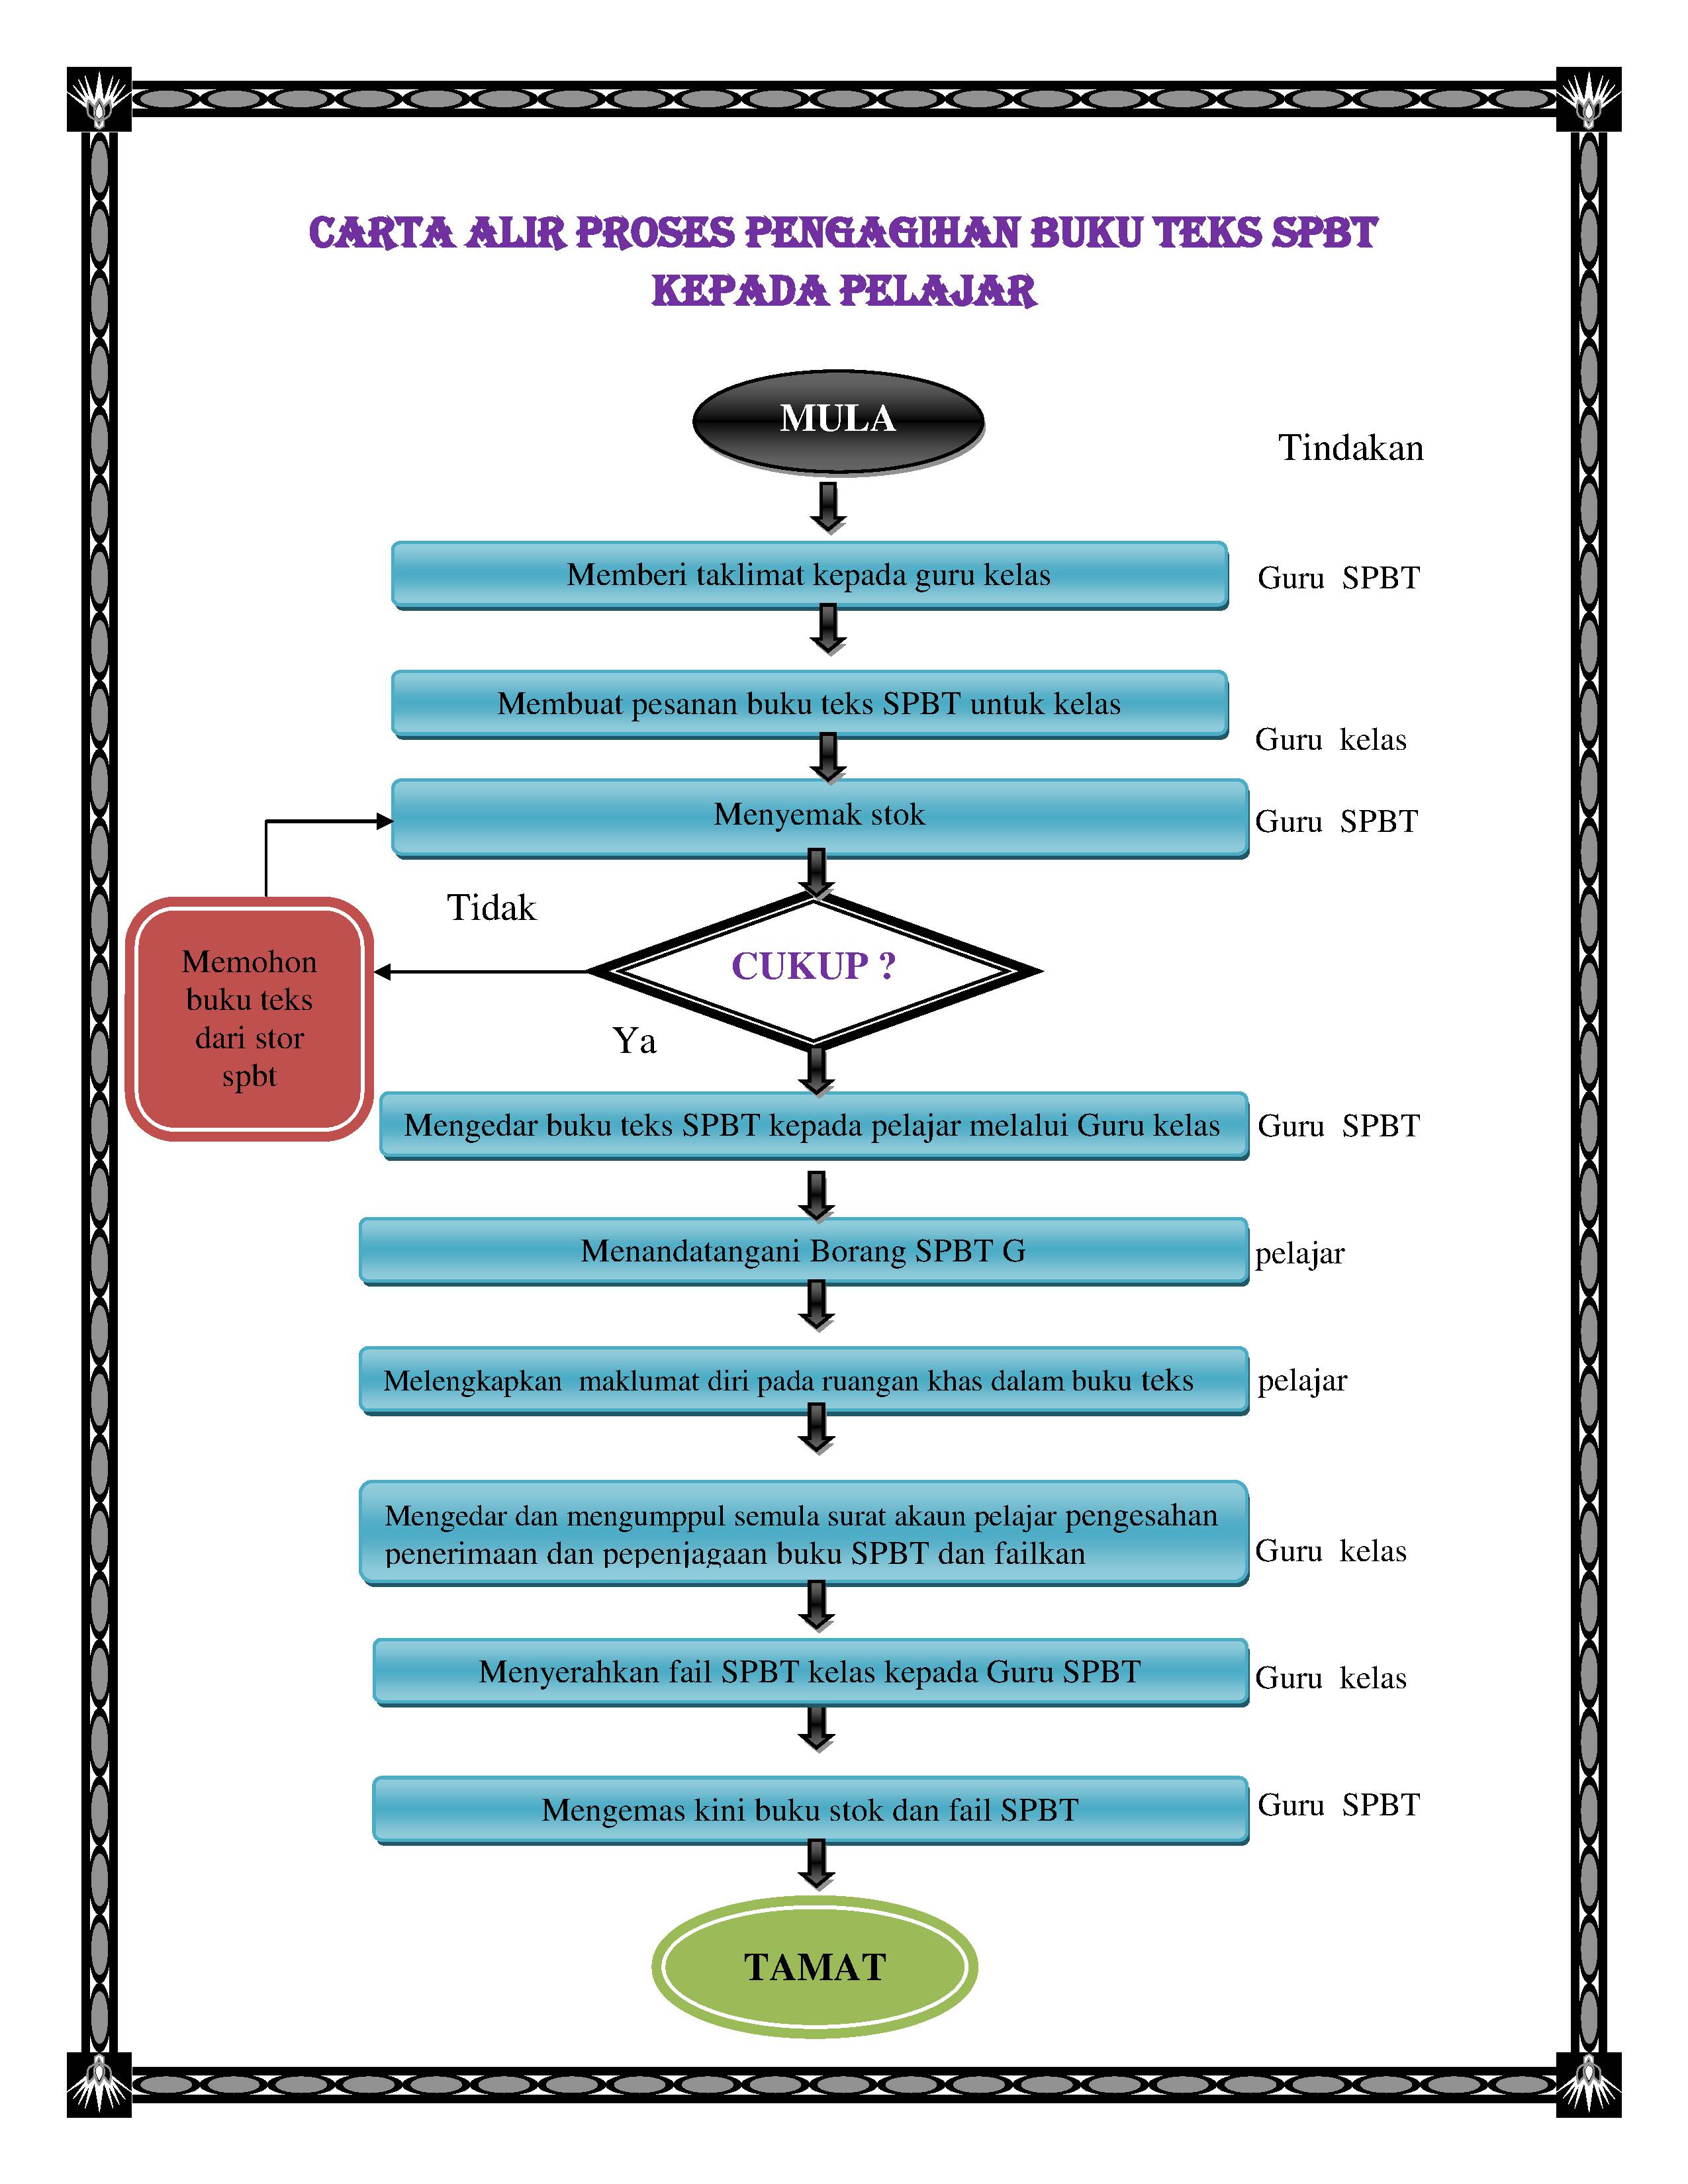 CARTA ALIR PROSES PENGAGIHAN BUKU TEKS SPBT
KEPADA PELAJAR
MULA
Tindakan
Memberi taklimat kepada guru kelas
Guru SPBT
Membuat pesanan buku teks SPBT untuk kelas
Guru kelas
Menyemak stok
Guru SPBT
Tidak
CUKUP ?
Memohon
buku teks
dari stor
spbt
Ya
Mengedar buku teks SPBT kepada pelajar melalui Guru kelas
Guru SPBT
Menandatangani Borang SPBT G
pelajar
Melengkapkan maklumat diri pada ruangan khas dalam buku teks
pelajar
Mengedar dan mengumppul semula surat akaun pelajar pengesahan
penerimaan dan pepenjagaan buku SPBT dan failkan
Guru kelas
Menyerahkan fail SPBT kelas kepada Guru SPBT
Guru kelas
Mengemas kini buku stok dan fail SPBT
Guru SPBT
TAMAT